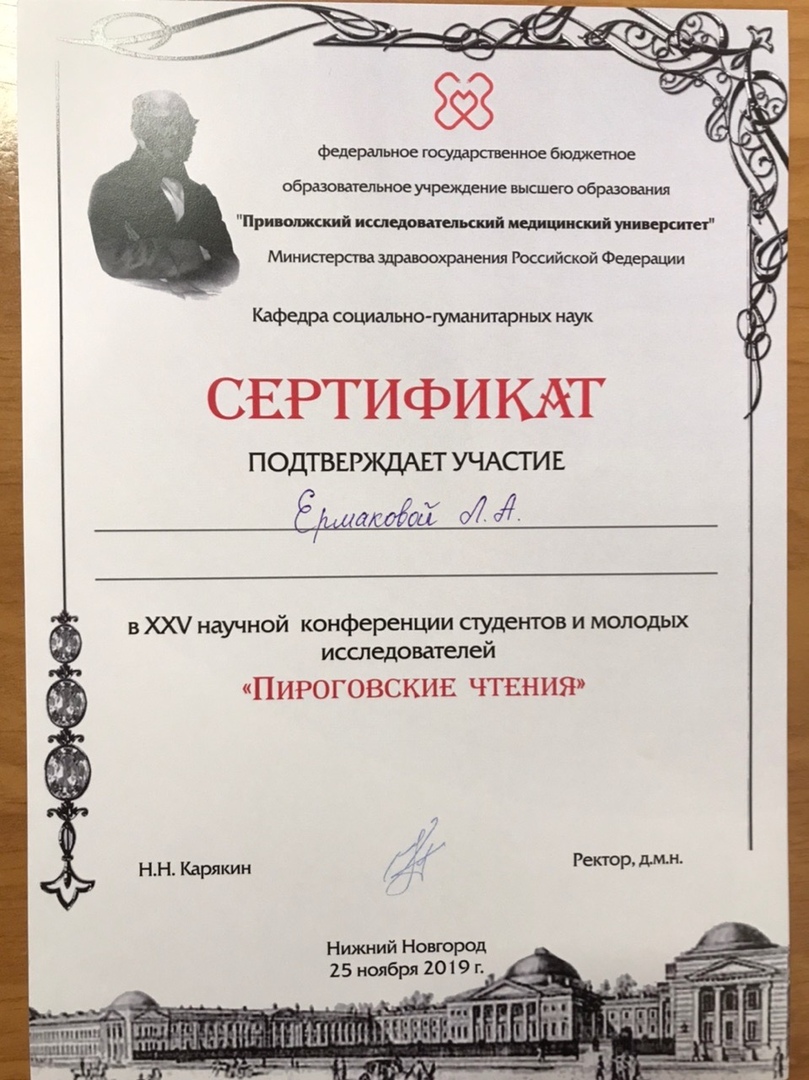 федеральное государственное бюджетное
образовательное учреждение высшего образования
"Приволжский исследовательский медицинский университет"
Министерства здравоохранения Российской Федерации
Кафедра социально-гуманитарных наук
СЕРТИФИКАТ
ПОДТВЕРЖДАЕТ УЧАСТИЕ
Ермаковой Л.А.
в XXV научной конференции студентов и молодых
исследователей
«ПИРОГОВСКИЕ ЧТЕНИЯ»
Н.Н. Карякин
Ректор, д.м.н.
Нижний Новгород
25 ноября 2019 г.